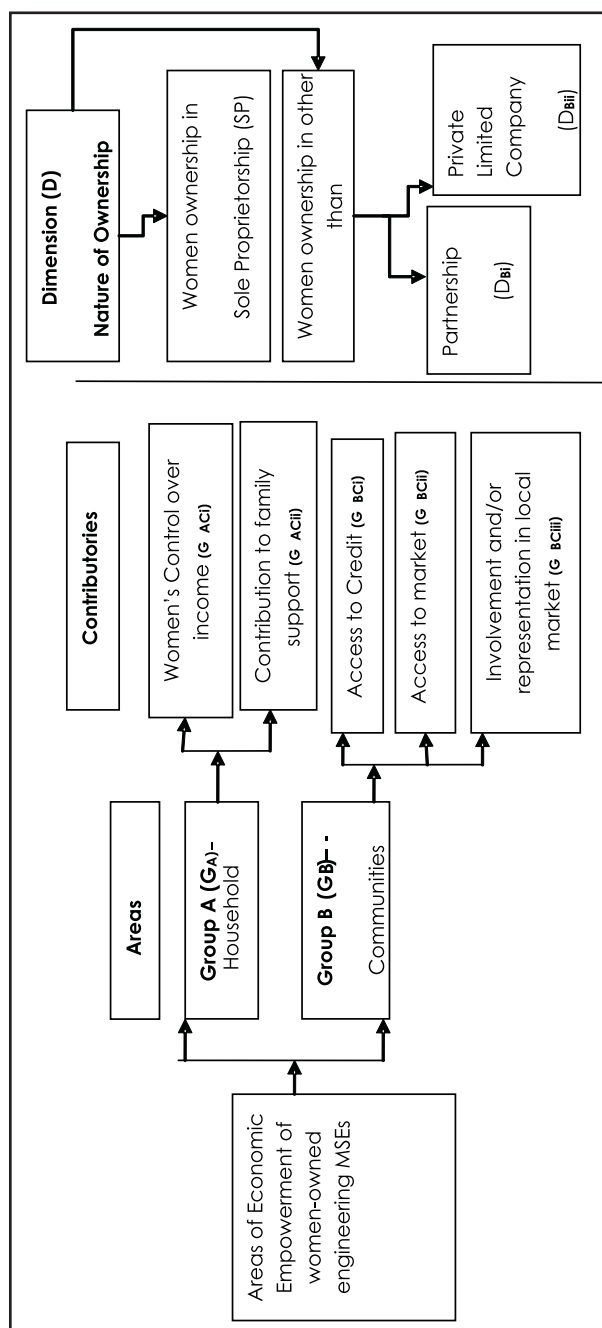 Areas of Economic
Empowerment of
women-owned
engineering MSEs
Areas
Group A (GA)–
Household
Group B (GB)– -
Communities
Contributories
Women's Control over
income (G ACi)
Contribution to family
support (G ACii)
Access to Credit (G BCi)
Access to market (G BCii)
Involvement and/or
representation in local
market (G BCiii)
Dimension (D)
Nature of Ownership
Women ownership in
Sole Proprietorship (SP)
Women ownership in other
than
Partnership
(DBi)
Private
Limited
Company
(DBii)